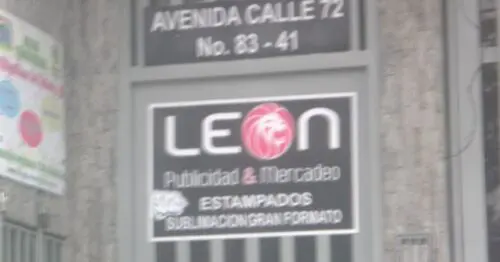 AVENIDA CALLE 72
No. 83 - 41
LEON
Publicidad & Mercadeo
ESTAMPADOS
SUBLIMACION GRAN FORMATO